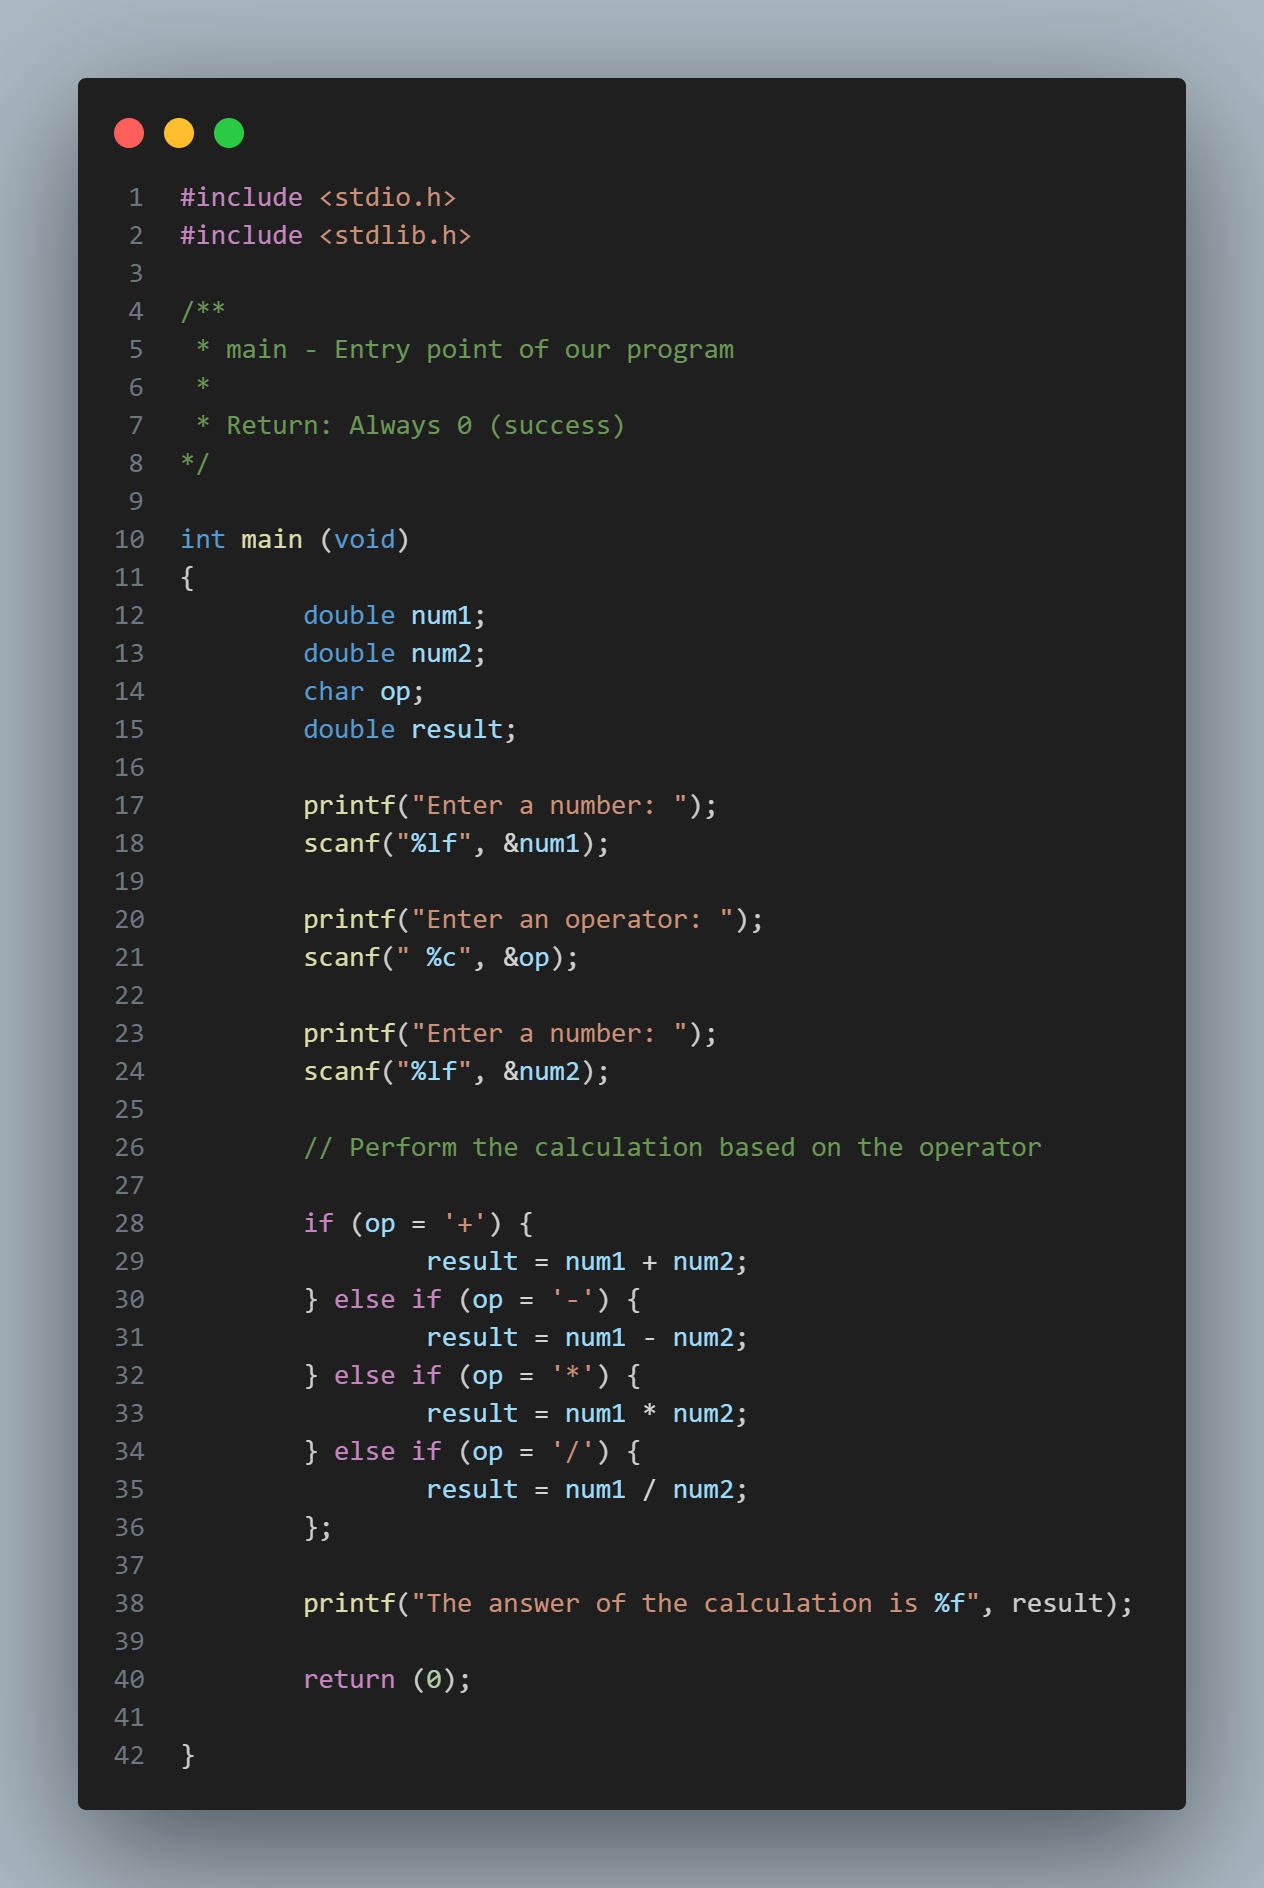 1 #include <stdio.h>
2 #include <stdlib.h>
3
4 /**
5  * main - Entry point of our program
6  *
7  * Return: Always 0 (success)
8 */
9
10 int main (void)
11 {
12         double num1;
13         double num2;
14         char op;
15         double result;
16
17         printf("Enter a number: ");
18         scanf("%lf", &num1);
19
20         printf("Enter an operator: ");
21         scanf(" %c", &op);
22
23         printf("Enter a number: ");
24         scanf("%lf", &num2);
25
26         // Perform the calculation based on the operator
27
28         if (op = '+') {
29                 result = num1 + num2;
30         } else if (op = '-') {
31                 result = num1 - num2;
32         } else if (op = '*') {
33                 result = num1 * num2;
34         } else if (op = '/') {
35                 result = num1 / num2;
36         };
37
38         printf("The answer of the calculation is %f", result);
39
40         return (0);
41
42 }